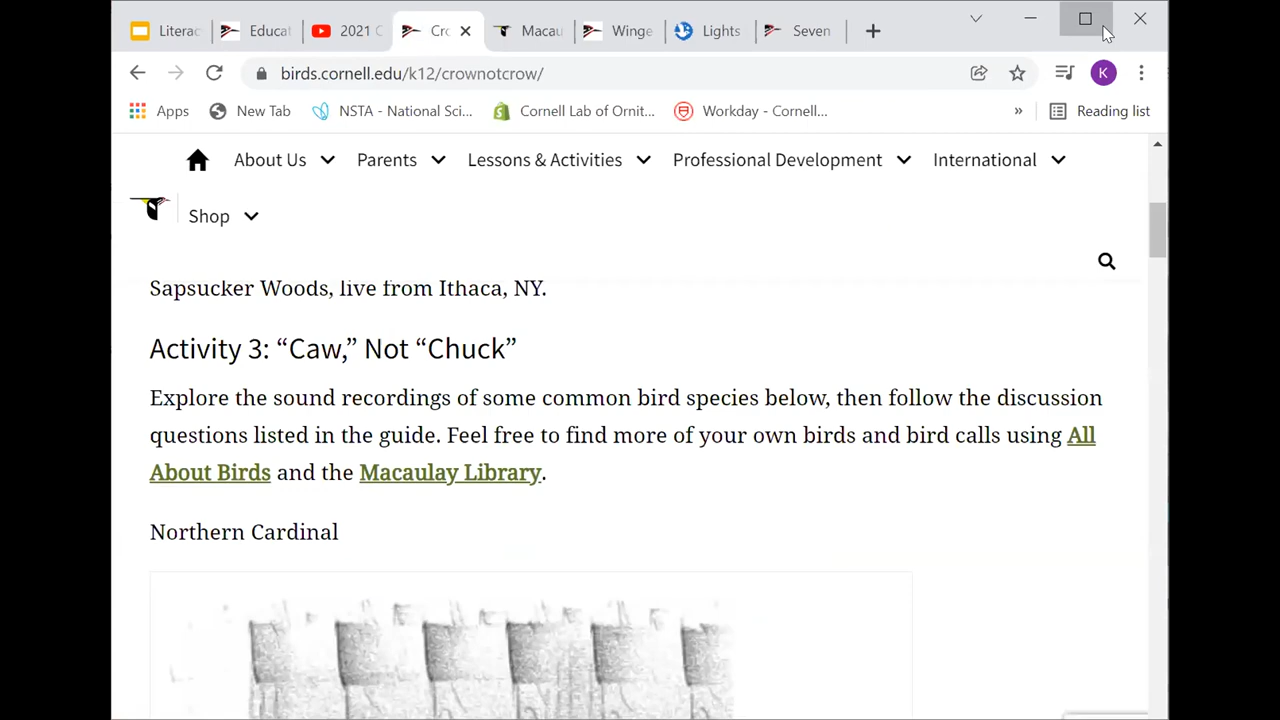 Literac Educat 2021 C Cro Macau Winge Lights Seven
birds.cornell.edu/k12/crownotcrow/ K
Apps New Tab NSTA - National Sci... Cornell Lab of Ornit... Workday - Cornell... » Reading list
About Us Parents Lessons & Activities Professional Development International
Shop
Sapsucker Woods, live from Ithaca, NY.
Activity 3: “Caw,” Not “Chuck”
Explore the sound recordings of some common bird species below, then follow the discussion
questions listed in the guide. Feel free to find more of your own birds and bird calls using All
About Birds and the Macaulay Library.
Northern Cardinal